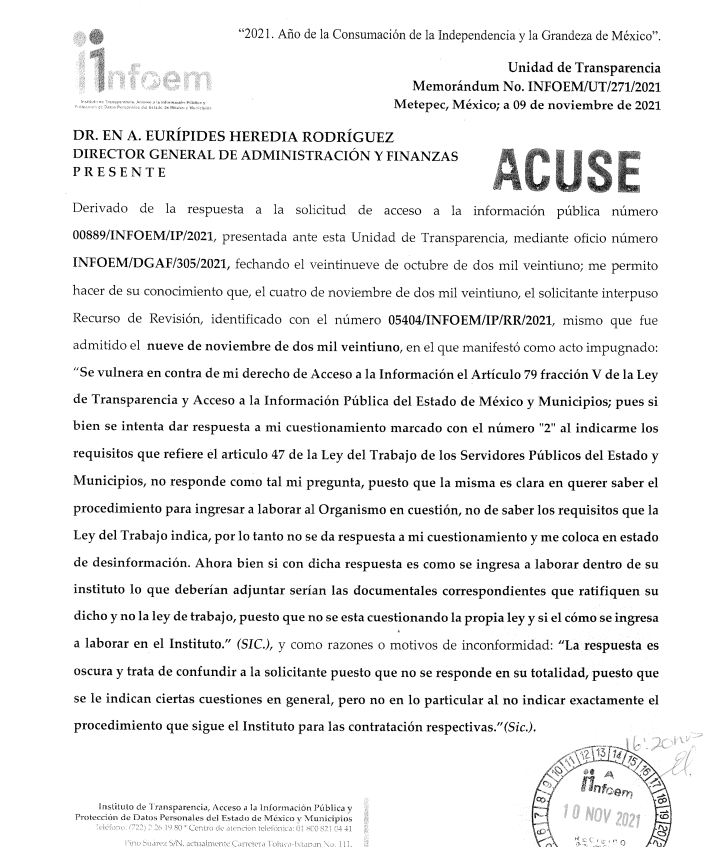 “2021. Año de la Consumación de la Independencia y la Grandeza de México”.
infoem
Instituto de Transparencia, Acceso a la Información Pública y
Protección de Datos Personales del Estado de México y Municipios
Unidad de Transparencia
Memorándum No. INFOEM/UT/271/2021
Metepec, México; a 09 de noviembre de 2021
DR. EN A. EURÍPIDES HEREDIA RODRÍGUEZ
DIRECTOR GENERAL DE ADMINISTRACIÓN Y FINANZAS
P R E S E N T E
ACUSE
Derivado de la respuesta a la solicitud de acceso a la información pública número
00889/INFOEM/IP/2021, presentada ante esta Unidad de Transparencia, mediante oficio número
INFOEM/DGAF/305/2021, fechando el veintinueve de octubre de dos mil veintiuno; me permito
hacer de su conocimiento que, el cuatro de noviembre de dos mil veintiuno, el solicitante interpuso
Recurso de Revisión, identificado con el número 05404/INFOEM/IP/RR/2021, mismo que fue
admitido el nueve de noviembre de dos mil veintiuno, en el que manifestó como acto impugnado:
“Se vulnera en contra de mi derecho de Acceso a la Información el Artículo 79 fracción V de la Ley
de Transparencia y Acceso a la Información Pública del Estado de México y Municipios; pues si
bien se intenta dar respuesta a mi cuestionamiento marcado con el número "2" al indicarme los
requisitos que refiere el articulo 47 de la Ley del Trabajo de los Servidores Públicos del Estado y
Municipios, no responde como tal mi pregunta, puesto que la misma es clara en querer saber el
procedimiento para ingresar a laborar al Organismo en cuestión, no de saber los requisitos que la
Ley del Trabajo indica, por lo tanto no se da respuesta a mi cuestionamiento y me coloca en estado
de desinformación. Ahora bien si con dicha respuesta es como se ingresa a laborar dentro de su
instituto lo que deberían adjuntar serían las documentales correspondientes que ratifiquen su
dicho y no la ley de trabajo, puesto que no se esta cuestionando la propia ley y si el cómo se ingresa
a laborar en el Instituto.” (SIC.), y como razones o motivos de inconformidad: “La respuesta es
oscura y trata de confundir a la solicitante puesto que no se responde en su totalidad, puesto que
se le indican ciertas cuestiones en general, pero no en lo particular al no indicar exactamente el
procedimiento que sigue el Instituto para las contratación respectivas.”(Sic.).
16:20
7 8 9 10 11 12 13 14 15 16 17 18 19 20
infoem
10 NOV 2021
Instituto de Transparencia, Acceso a la Información Pública y
Protección de Datos Personales del Estado de México y Municipios
Teléfono: (722) 2 26 19 80 * Centro de atención telefónica: 01 800 821 04 41
Pino Suárez S/N, actualmente Carretera Toluca-Ixtapan No. 111,